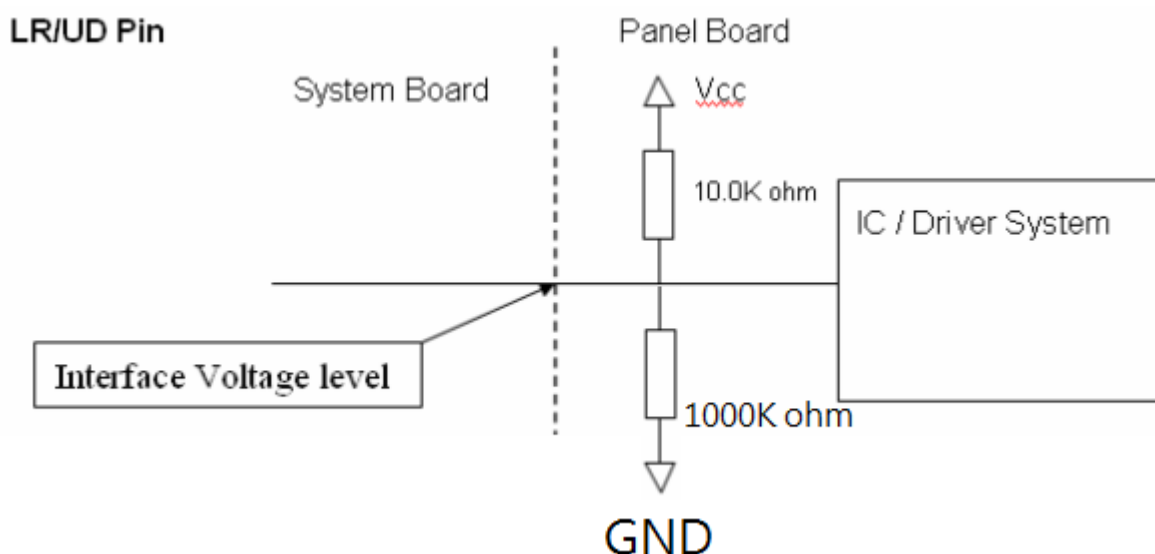 LR/UD Pin
Panel Board
System Board
Vcc
10.0K ohm
IC / Driver System
Interface Voltage level
1000K ohm
GND